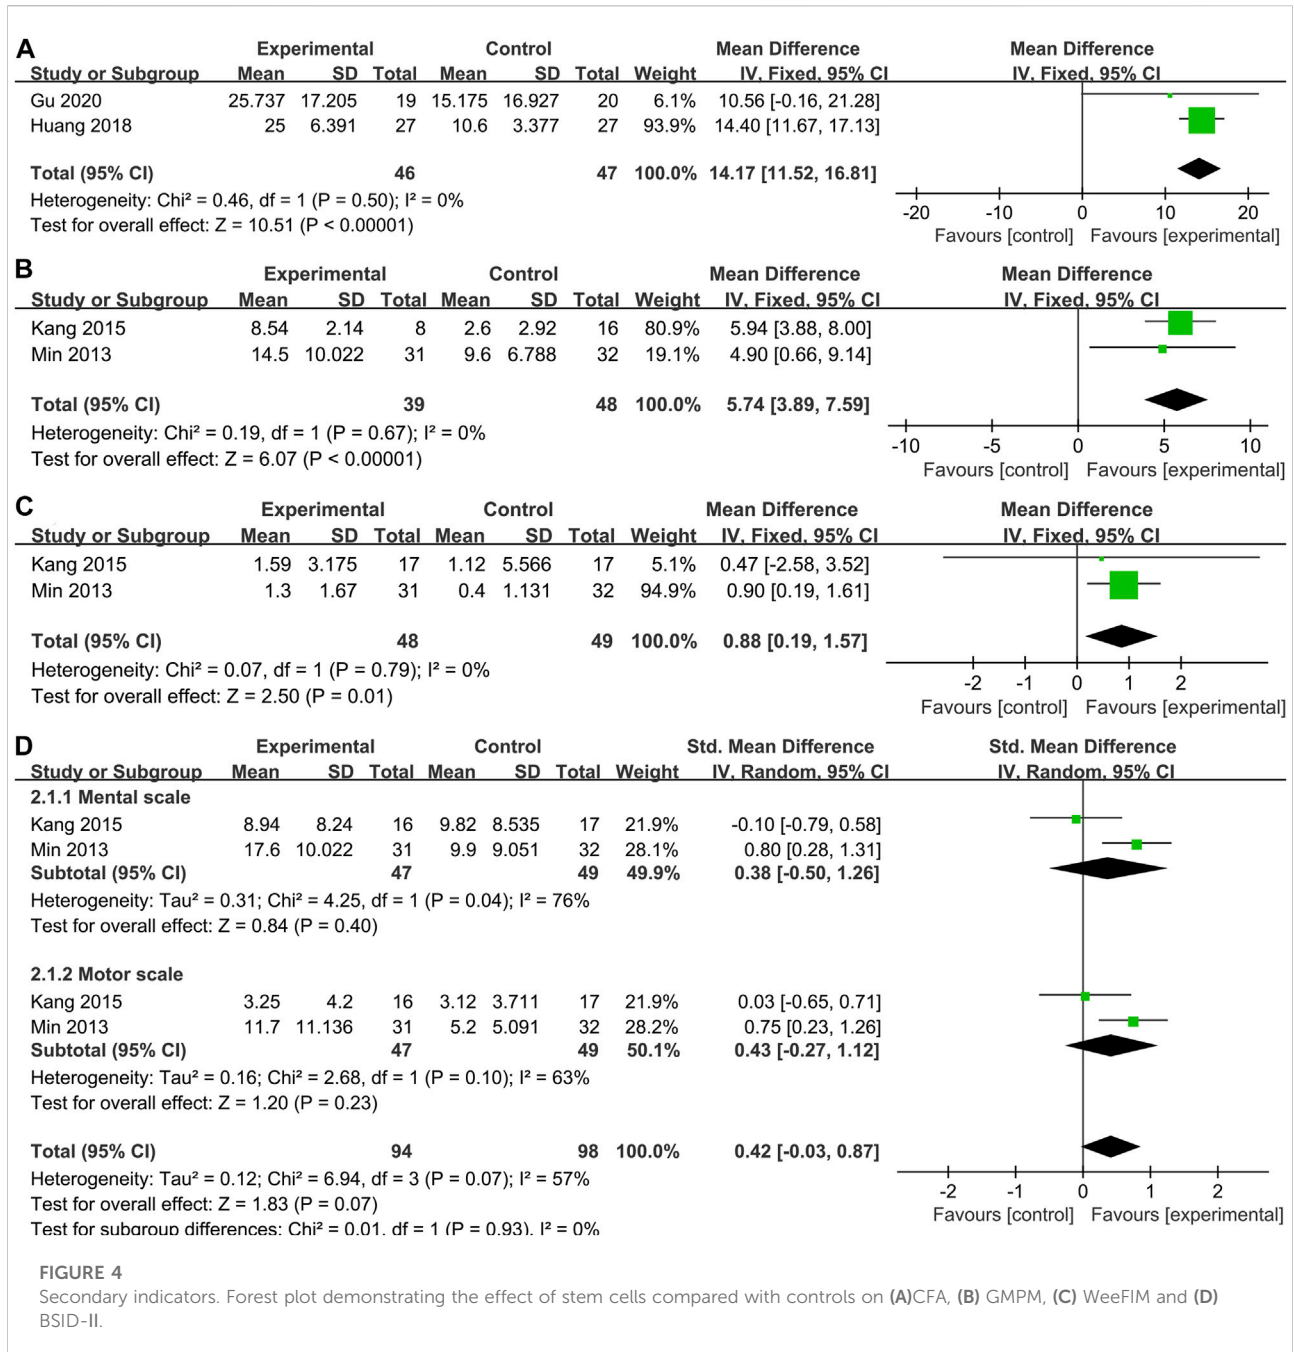 A
Experimental Control Mean Difference Mean Difference
Study or Subgroup Mean SD Total Mean SD Total Weight IV, Fixed, 95% CI IV, Fixed, 95% CI
Gu 2020 25.737 17.205 19 15.175 16.927 20 6.1% 10.56 [-0.16, 21.28]
Huang 2018 25 6.391 27 10.6 3.377 27 93.9% 14.40 [11.67, 17.13]
Total (95% CI) 46 47 100.0% 14.17 [11.52, 16.81]
Heterogeneity: Chi² = 0.46, df = 1 (P = 0.50); I² = 0%
Test for overall effect: Z = 10.51 (P < 0.00001)
-20 -10 0 10 20
Favours [control] Favours [experimental]
B
Experimental Control Mean Difference Mean Difference
Study or Subgroup Mean SD Total Mean SD Total Weight IV, Fixed, 95% CI IV, Fixed, 95% CI
Kang 2015 8.54 2.14 8 2.6 2.92 16 80.9% 5.94 [3.88, 8.00]
Min 2013 14.5 10.022 31 9.6 6.788 32 19.1% 4.90 [0.66, 9.14]
Total (95% CI) 39 48 100.0% 5.74 [3.89, 7.59]
Heterogeneity: Chi² = 0.19, df = 1 (P = 0.67); I² = 0%
Test for overall effect: Z = 6.07 (P < 0.00001)
-10 -5 0 5 10
Favours [control] Favours [experimental]
C
Experimental Control Mean Difference Mean Difference
Study or Subgroup Mean SD Total Mean SD Total Weight IV, Fixed, 95% CI IV, Fixed, 95% CI
Kang 2015 1.59 3.175 17 1.12 5.566 17 5.1% 0.47 [-2.58, 3.52]
Min 2013 1.3 1.67 31 0.4 1.131 32 94.9% 0.90 [0.19, 1.61]
Total (95% CI) 48 49 100.0% 0.88 [0.19, 1.57]
Heterogeneity: Chi² = 0.07, df = 1 (P = 0.79); I² = 0%
Test for overall effect: Z = 2.50 (P = 0.01)
-2 -1 0 1 2
Favours [control] Favours [experimental]
D
Experimental Control Std. Mean Difference Std. Mean Difference
Study or Subgroup Mean SD Total Mean SD Total Weight IV, Random, 95% CI IV, Random, 95% CI
2.1.1 Mental scale
Kang 2015 8.94 8.24 16 9.82 8.535 17 21.9% -0.10 [-0.79, 0.58]
Min 2013 17.6 10.022 31 9.9 9.051 32 28.1% 0.80 [0.28, 1.31]
Subtotal (95% CI) 47 49 49.9% 0.38 [-0.50, 1.26]
Heterogeneity: Tau² = 0.31; Chi² = 4.25, df = 1 (P = 0.04); I² = 76%
Test for overall effect: Z = 0.84 (P = 0.40)
2.1.2 Motor scale
Kang 2015 3.25 4.2 16 3.12 3.711 17 21.9% 0.03 [-0.65, 0.71]
Min 2013 11.7 11.136 31 5.2 5.091 32 28.2% 0.75 [0.23, 1.26]
Subtotal (95% CI) 47 49 50.1% 0.43 [-0.27, 1.12]
Heterogeneity: Tau² = 0.16; Chi² = 2.68, df = 1 (P = 0.10); I² = 63%
Test for overall effect: Z = 1.20 (P = 0.23)
Total (95% CI) 94 98 100.0% 0.42 [-0.03, 0.87]
Heterogeneity: Tau² = 0.12; Chi² = 6.94, df = 3 (P = 0.07); I² = 57%
Test for overall effect: Z = 1.83 (P = 0.07)
Test for subgroup differences: Chi² = 0.01, df = 1 (P = 0.93), I² = 0%
-2 -1 0 1 2
Favours [control] Favours [experimental]
FIGURE 4
Secondary indicators. Forest plot demonstrating the effect of stem cells compared with controls on (A)CFA, (B) GMPM, (C) WeeFIM and (D)
BSID-II.